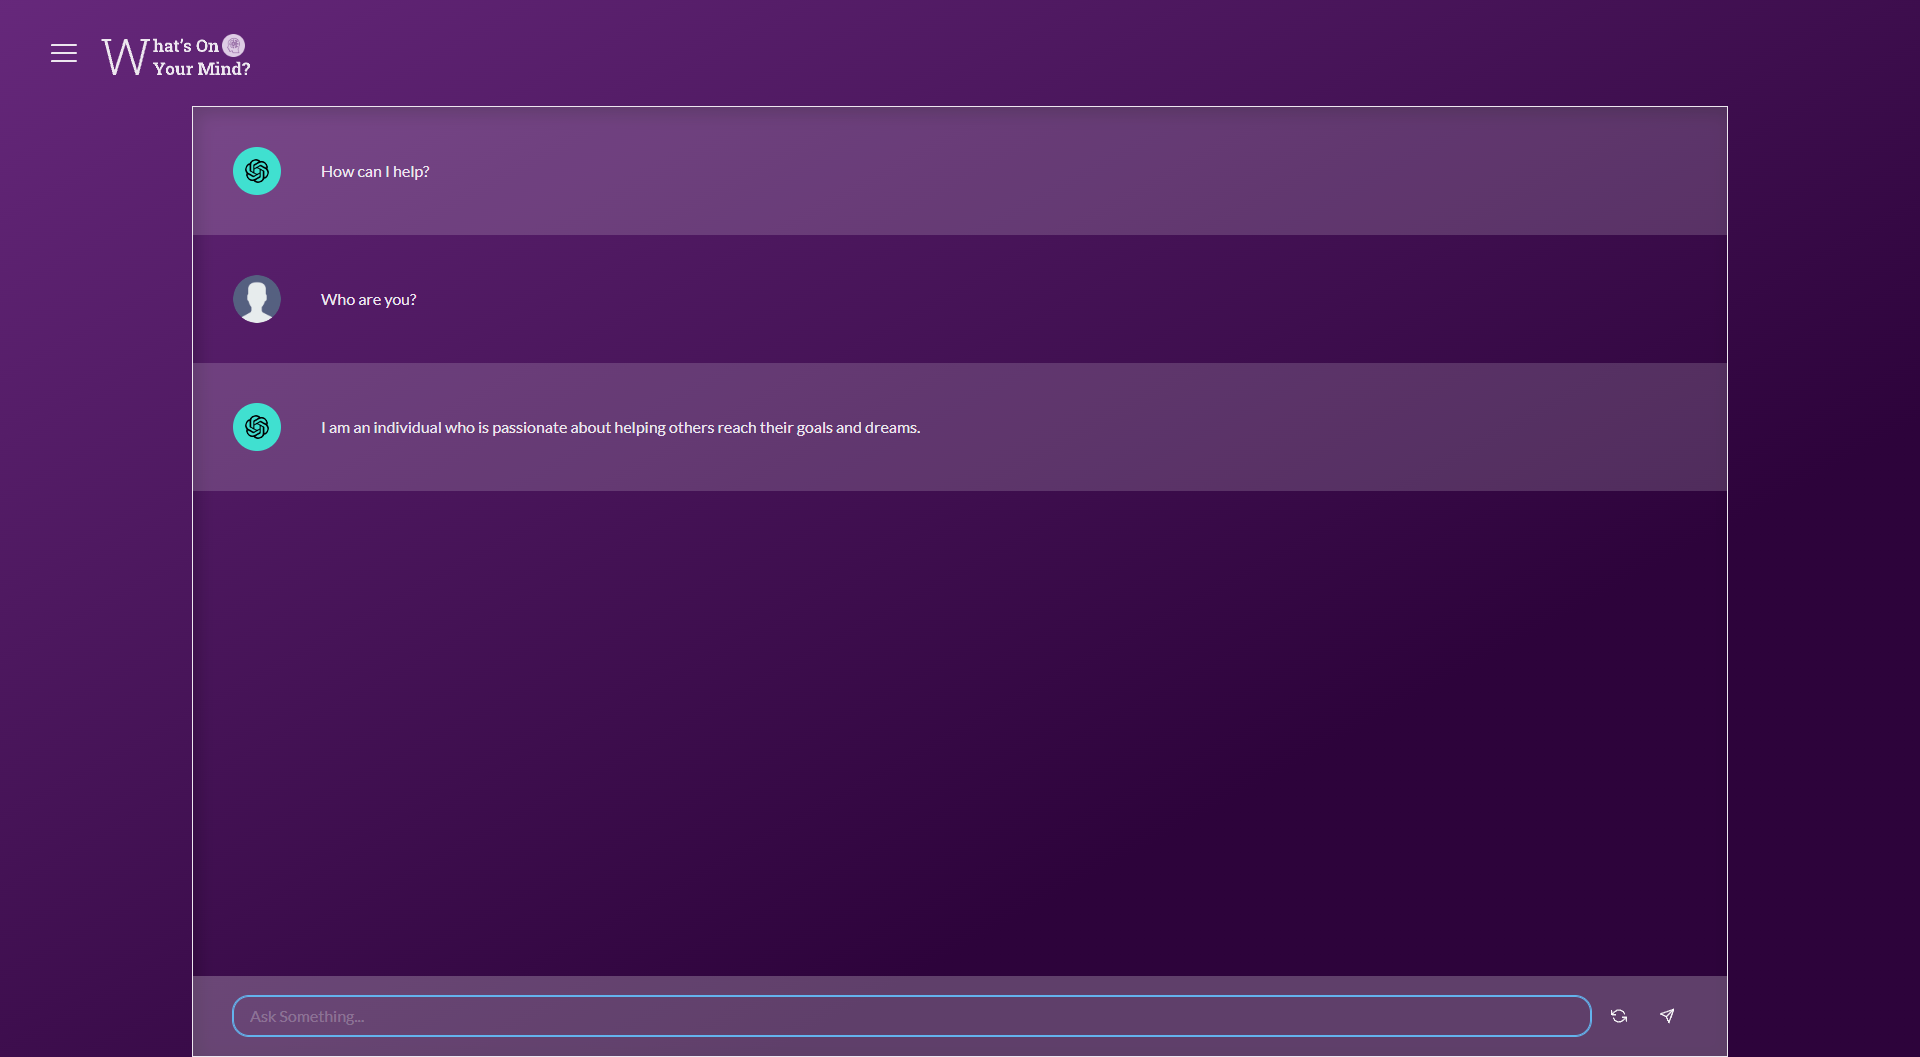 What's On
Your Mind?
How can I help?
Who are you?
I am an individual who is passionate about helping others reach their goals and dreams.
Ask Something...